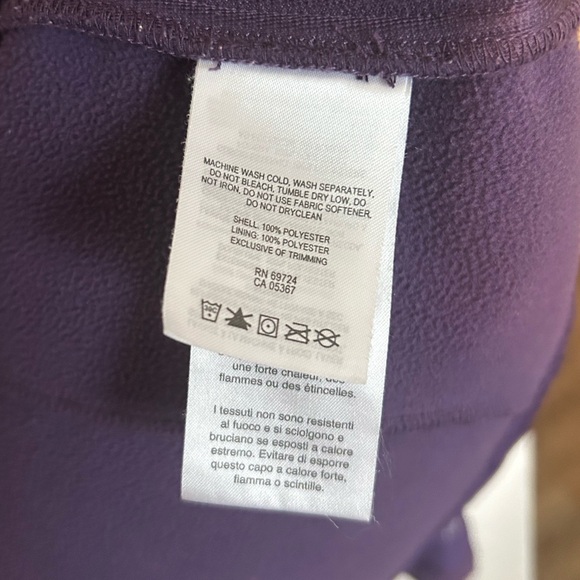 MACHINE WASH COLD, WASH SEPARATELY,
DO NOT BLEACH, TUMBLE DRY LOW, DO
NOT IRON, DO NOT USE FABRIC SOFTENER,
DO NOT DRYCLEAN
SHELL: 100% POLYESTER
LINING: 100% POLYESTER
EXCLUSIVE OF TRIMMING
RN 69724
CA 05367
une forte chaleur, des
flammes ou des étincelles.
I tessuti non sono resistenti
al fuoco e si sciolgono e
bruciano se esposti a calore
estremo. Evitare di esporre
questo capo a calore forte,
fiamma o scintille.